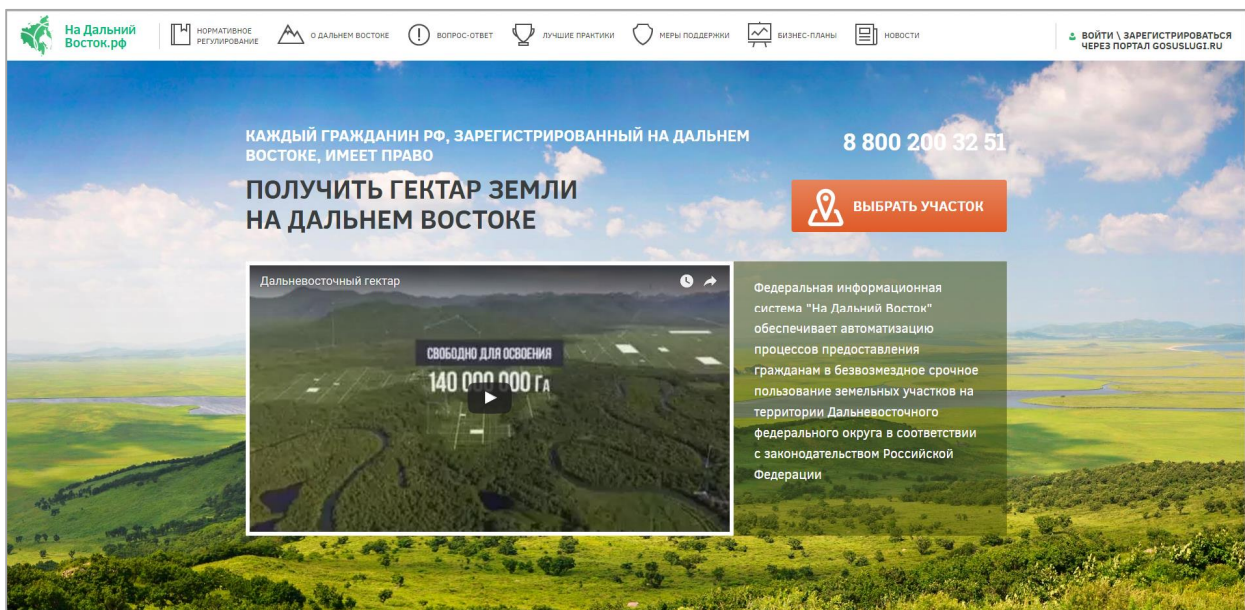 На Дальний
Восток.рф
НОРМАТИВНОЕ
РЕГУЛИРОВАНИЕ
О ДАЛЬНЕМ ВОСТОКЕ
ВОПРОС-ОТВЕТ
ЛУЧШИЕ ПРАКТИКИ
МЕРЫ ПОДДЕРЖКИ
БИЗНЕС-ПЛАНЫ
НОВОСТИ
ВОЙТИ \ ЗАРЕГИСТРИРОВАТЬСЯ
ЧЕРЕЗ ПОРТАЛ GOSUSLUGI.RU
КАЖДЫЙ ГРАЖДАНИН РФ, ЗАРЕГИСТРИРОВАННЫЙ НА ДАЛЬНЕМ
ВОСТОКЕ, ИМЕЕТ ПРАВО
8 800 200 32 51
ПОЛУЧИТЬ ГЕКТАР ЗЕМЛИ
НА ДАЛЬНЕМ ВОСТОКЕ
ВЫБРАТЬ УЧАСТОК
Дальневосточный гектар
СВОБОДНО ДЛЯ ОСВОЕНИЯ
140 000 000 ГА
Федеральная информационная
система "На Дальний Восток"
обеспечивает автоматизацию
процессов предоставления
гражданам в безвозмездное срочное
пользование земельных участков на
территории Дальневосточного
федерального округа в соответствии
с законодательством Российской
Федерации